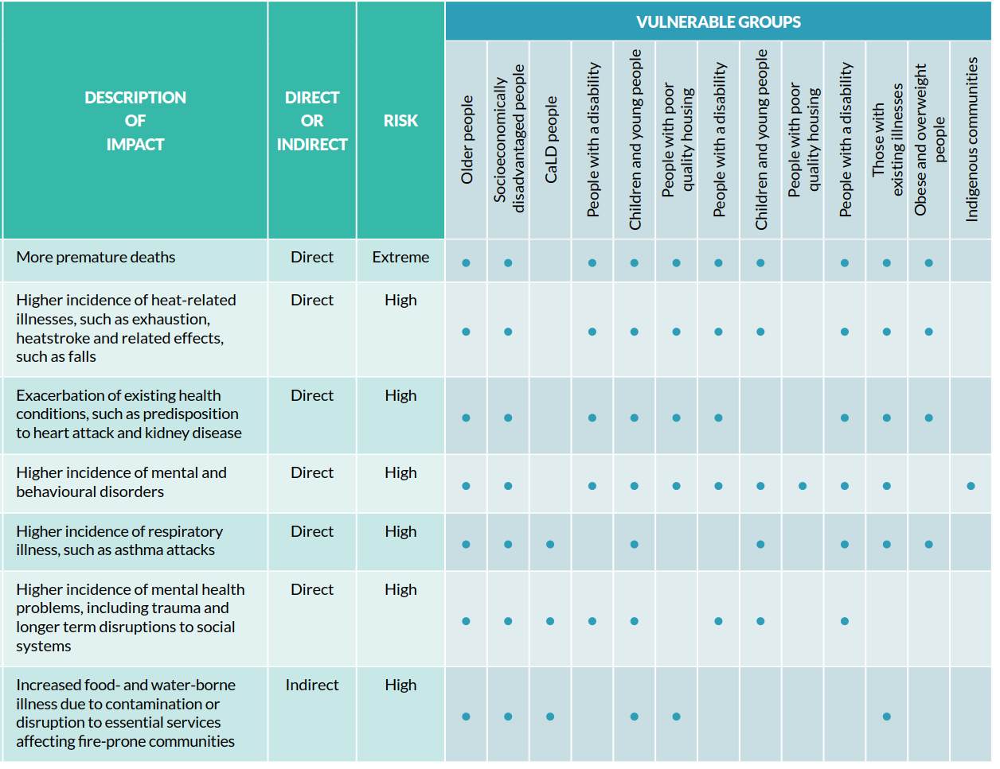 VULNERABLE GROUPS
DESCRIPTION
OF
IMPACT
DIRECT
OR
INDIRECT
RISK
Older people
Socioeconomically
disadvantaged people
CaLD people
People with a disability
Children and young people
People with poor
quality housing
People with a disability
Children and young people
People with poor
quality housing
People with a disability
Those with
existing illnesses
Obese and overweight
people
Indigenous communities
More premature deaths
Direct
Extreme
Higher incidence of heat-related
illnesses, such as exhaustion,
heatstroke and related effects,
such as falls
Direct
High
Exacerbation of existing health
conditions, such as predisposition
to heart attack and kidney disease
Direct
High
Higher incidence of mental and
behavioural disorders
Direct
High
Higher incidence of respiratory
illness, such as asthma attacks
Direct
High
Higher incidence of mental health
problems, including trauma and
longer term disruptions to social
systems
Direct
High
Increased food- and water-borne
illness due to contamination or
disruption to essential services
affecting fire-prone communities
Indirect
High